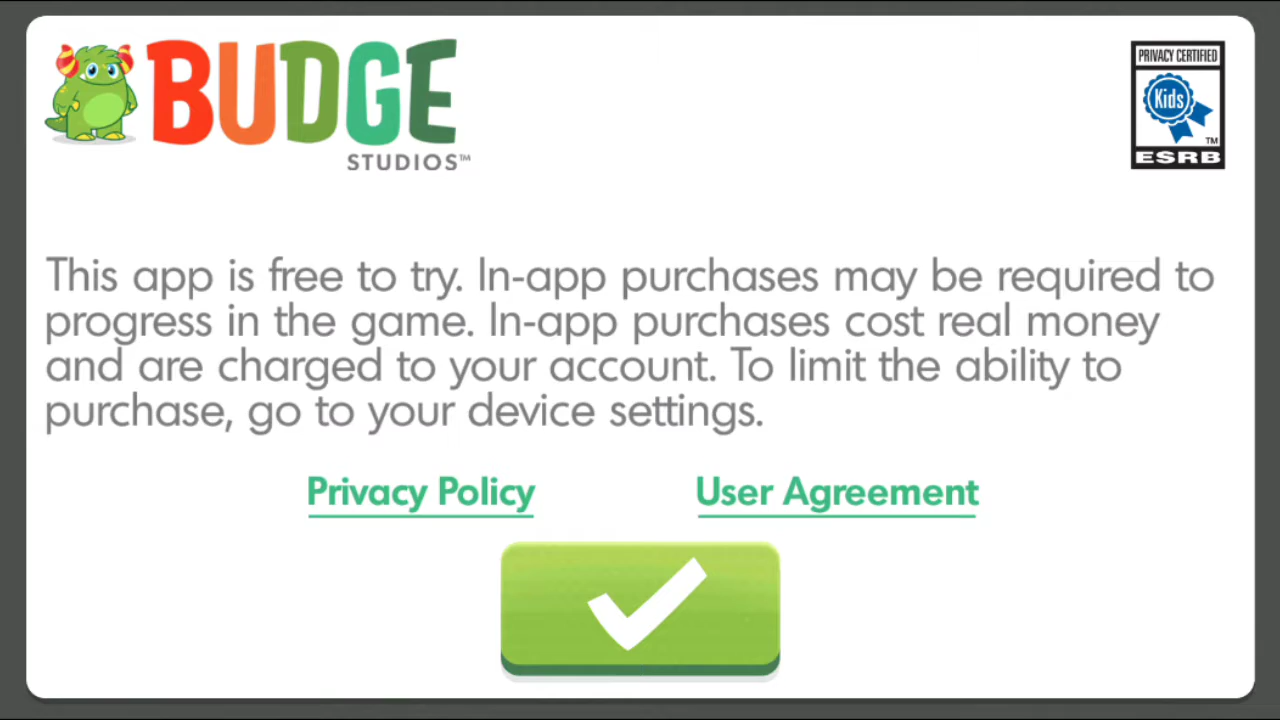 BUDGE
STUDIOS™
PRIVACY CERTIFIED
Kids
™
ESRB
This app is free to try. In-app purchases may be required to
progress in the game. In-app purchases cost real money
and are charged to your account. To limit the ability to
purchase, go to your device settings.
Privacy Policy User Agreement